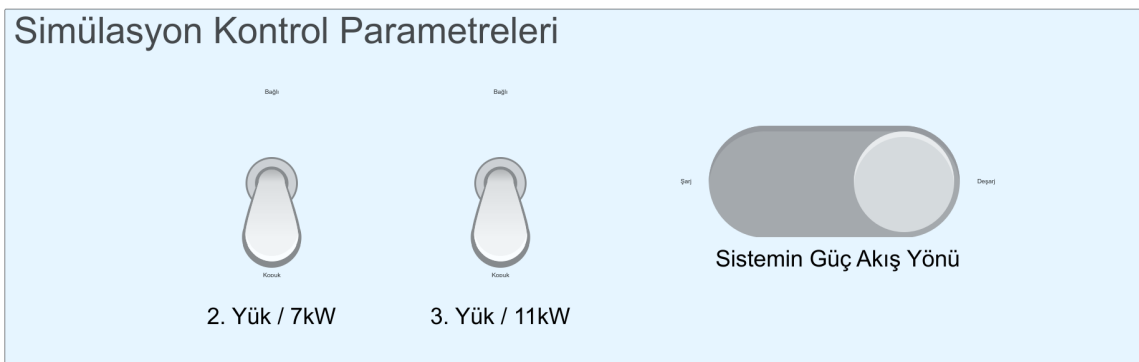 Simülasyon Kontrol Parametreleri
Bağlı
Bağlı
Şarj
Deşarj
Kopuk
Kopuk
Sistemin Güç Akış Yönü
2. Yük / 7kW
3. Yük / 11kW